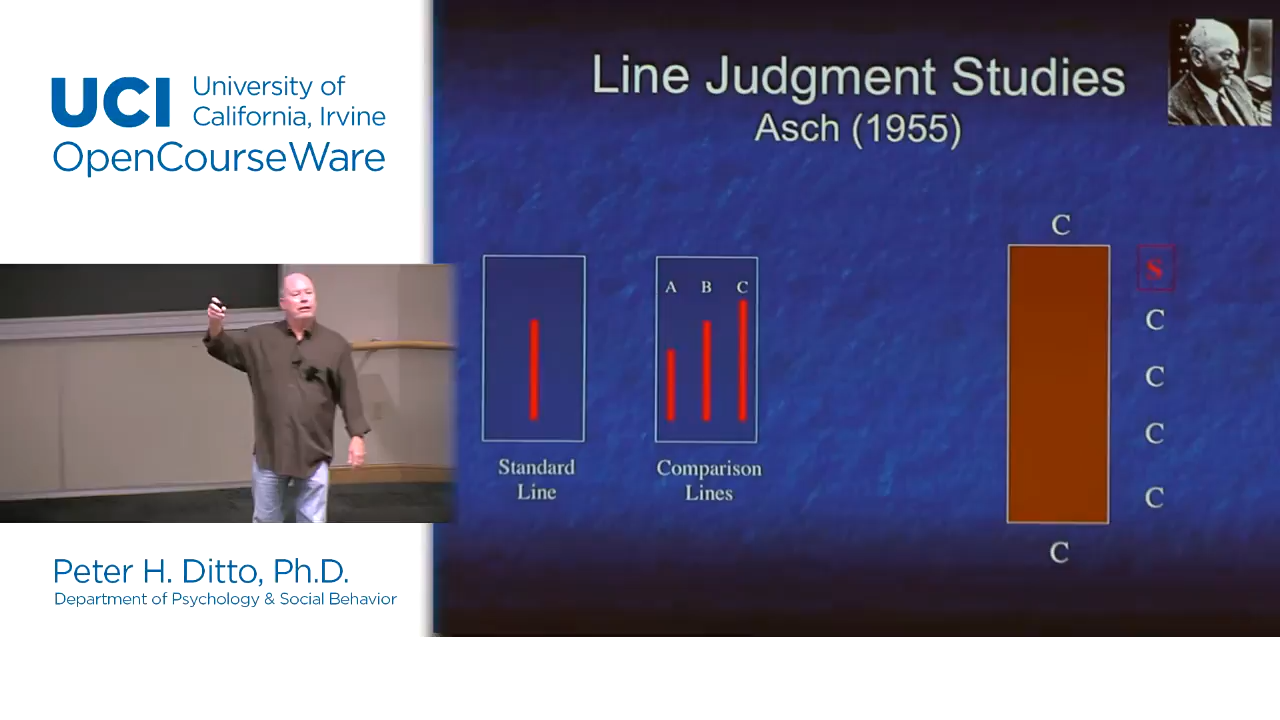 UCI University of
California, Irvine
OpenCourseWare
Line Judgment Studies
Asch (1955)
A B C
Standard
Line
Comparison
Lines
C
S
C
C
C
C
C
Peter H. Ditto, Ph.D.
Department of Psychology & Social Behavior